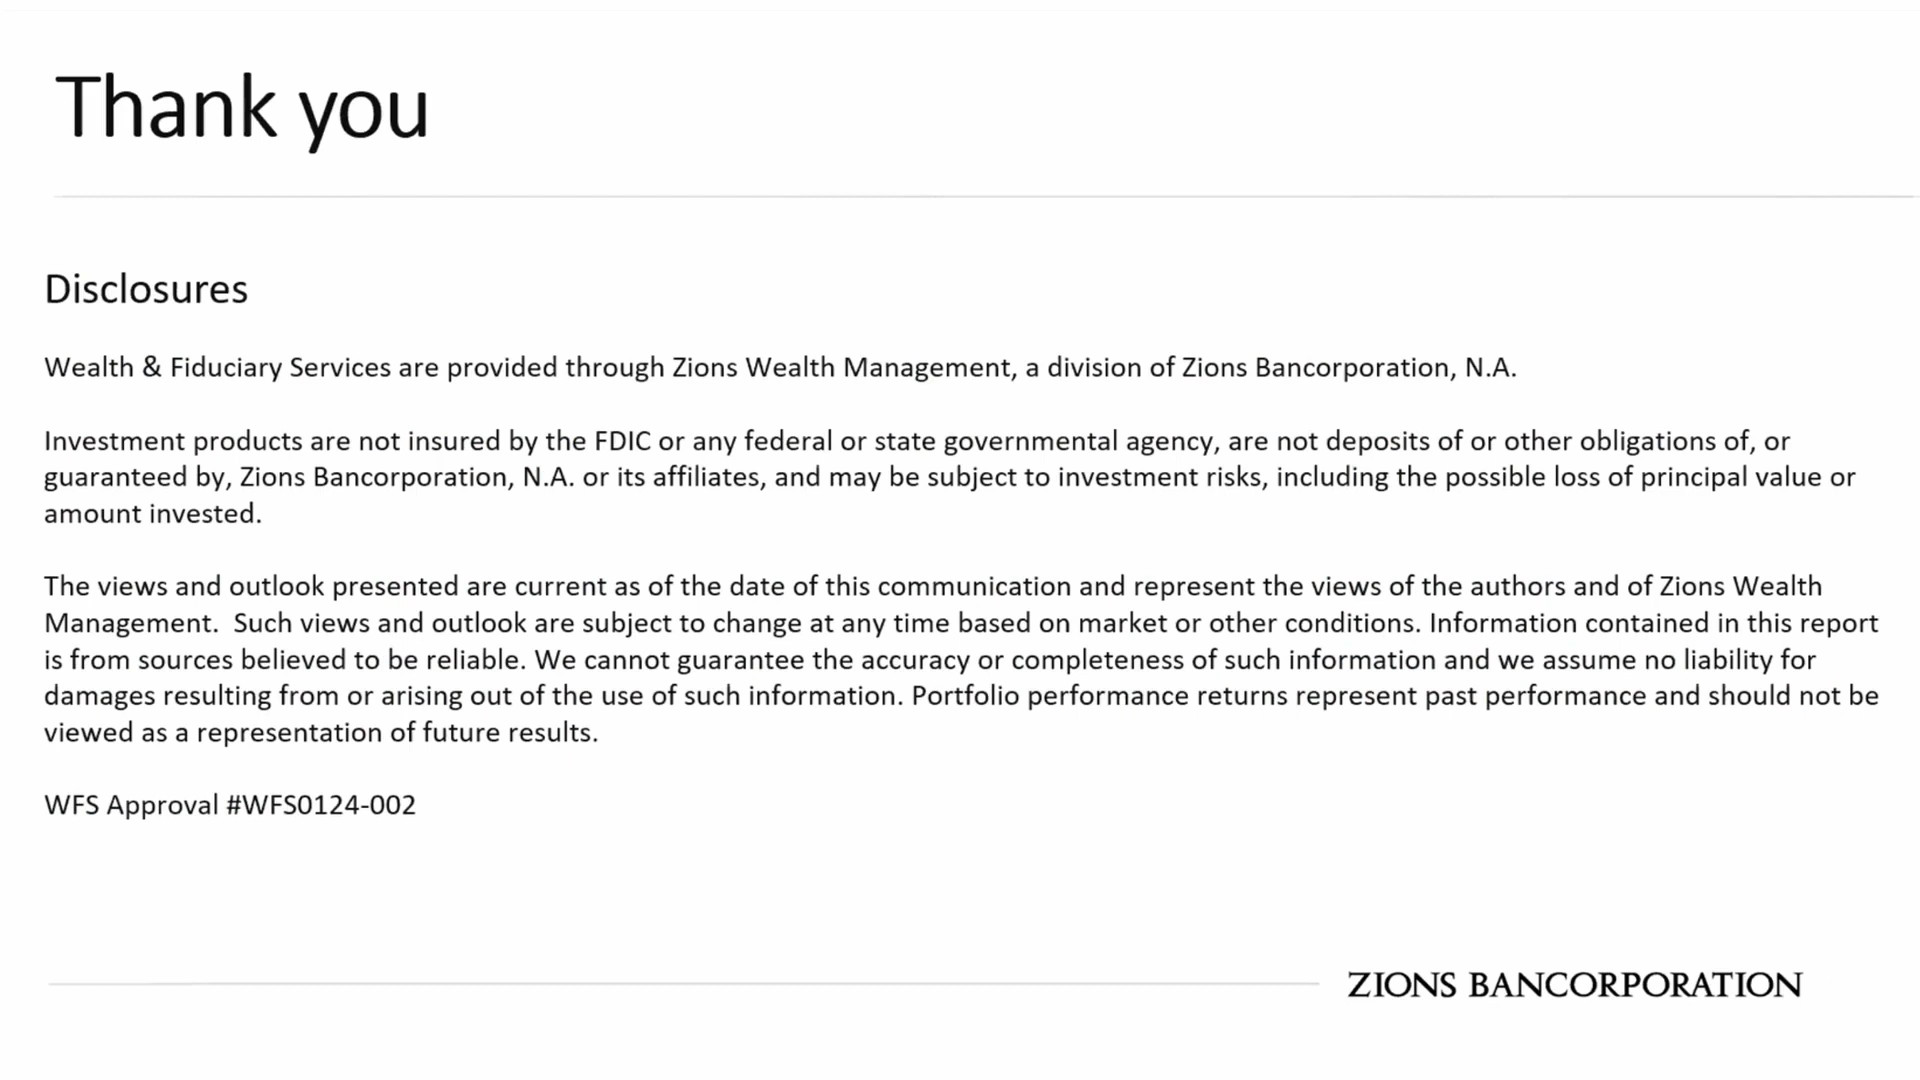 Thank you
Disclosures
Wealth & Fiduciary Services are provided through Zions Wealth Management, a division of Zions Bancorporation, N.A.
Investment products are not insured by the FDIC or any federal or state governmental agency, are not deposits of or other obligations of, or
guaranteed by, Zions Bancorporation, N.A. or its affiliates, and may be subject to investment risks, including the possible loss of principal value or
amount invested.
The views and outlook presented are current as of the date of this communication and represent the views of the authors and of Zions Wealth
Management.  Such views and outlook are subject to change at any time based on market or other conditions. Information contained in this report
is from sources believed to be reliable. We cannot guarantee the accuracy or completeness of such information and we assume no liability for
damages resulting from or arising out of the use of such information. Portfolio performance returns represent past performance and should not be
viewed as a representation of future results.
WFS Approval #WFS0124-002
ZIONS BANCORPORATION